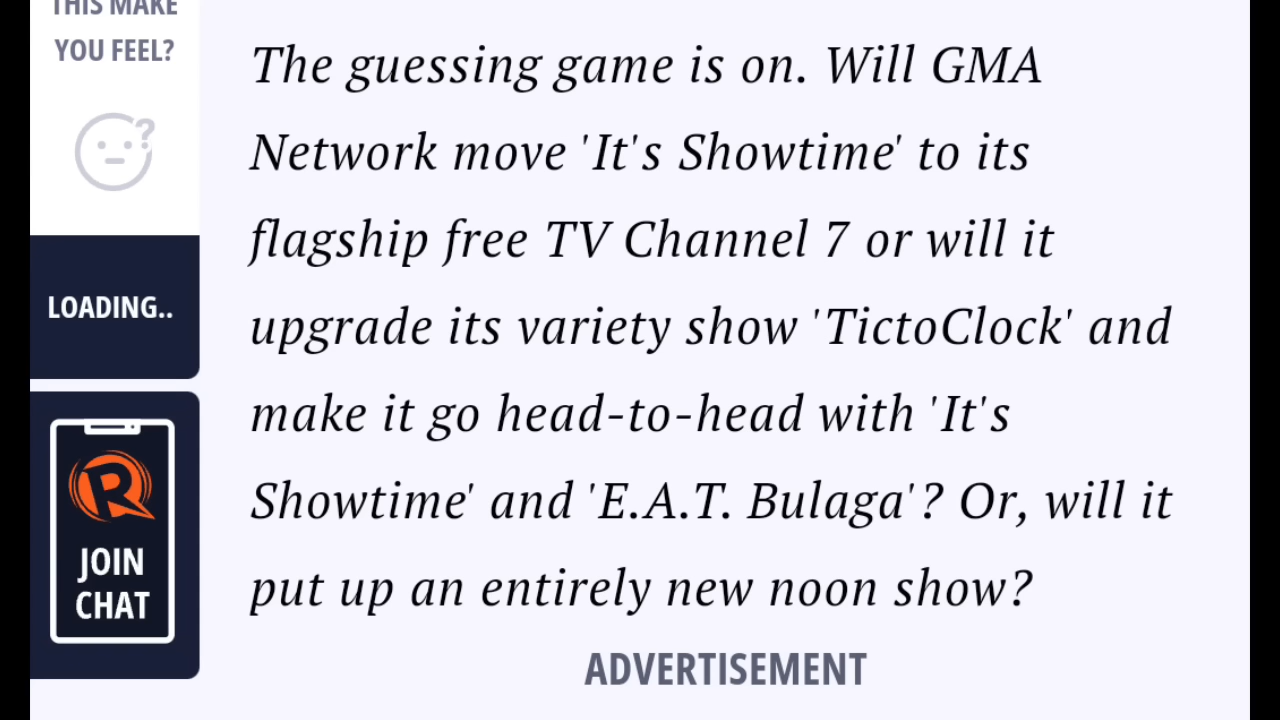 THIS MAKE
YOU FEEL?
?
LOADING..
R
JOIN
CHAT
The guessing game is on. Will GMA
Network move 'It's Showtime' to its
flagship free TV Channel 7 or will it
upgrade its variety show 'TictoClock' and
make it go head-to-head with 'It's
Showtime' and 'E.A.T. Bulaga'? Or, will it
put up an entirely new noon show?
ADVERTISEMENT